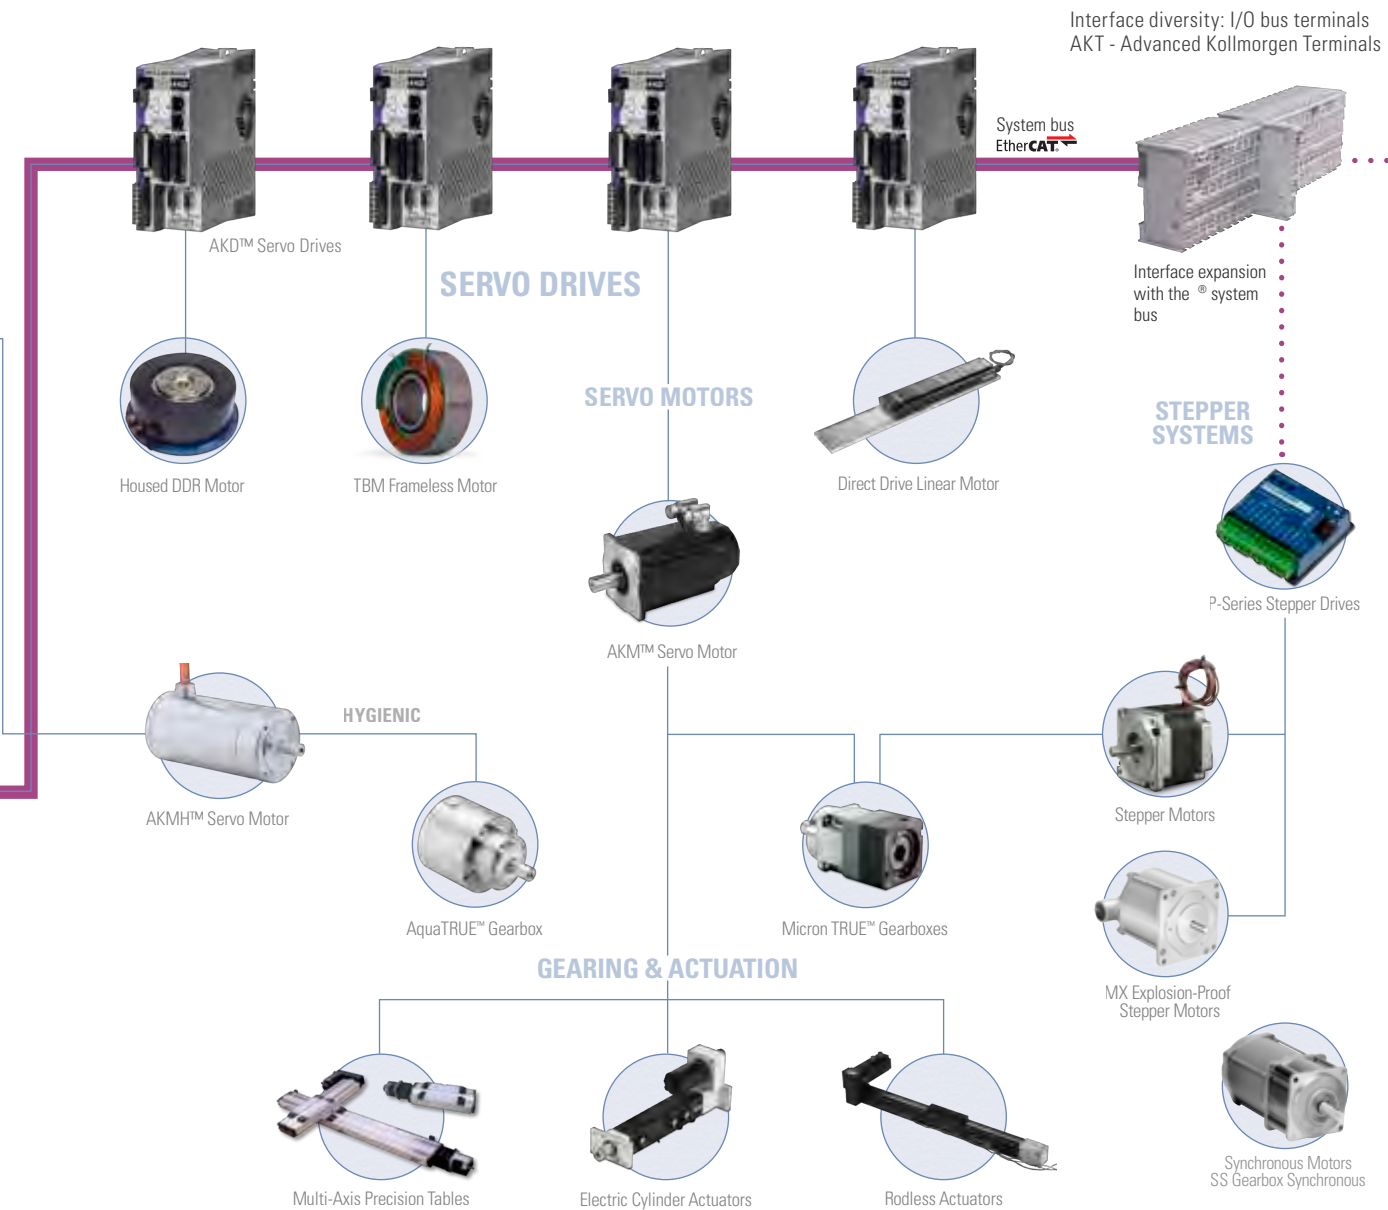 Interface diversity: I/O bus terminals
AKT - Advanced Kollmorgen Terminals
System bus
EtherCAT®
AKD™ Servo Drives
SERVO DRIVES
Interface expansion
with the ® system
bus
SERVO MOTORS
STEPPER
SYSTEMS
Housed DDR Motor
TBM Frameless Motor
Direct Drive Linear Motor
P-Series Stepper Drives
AKM™ Servo Motor
HYGIENIC
AKMH™ Servo Motor
Stepper Motors
AquaTRUE™ Gearbox
Micron TRUE™ Gearboxes
GEARING & ACTUATION
MX Explosion-Proof
Stepper Motors
Synchronous Motors
SS Gearbox Synchronous
Multi-Axis Precision Tables
Electric Cylinder Actuators
Rodless Actuators